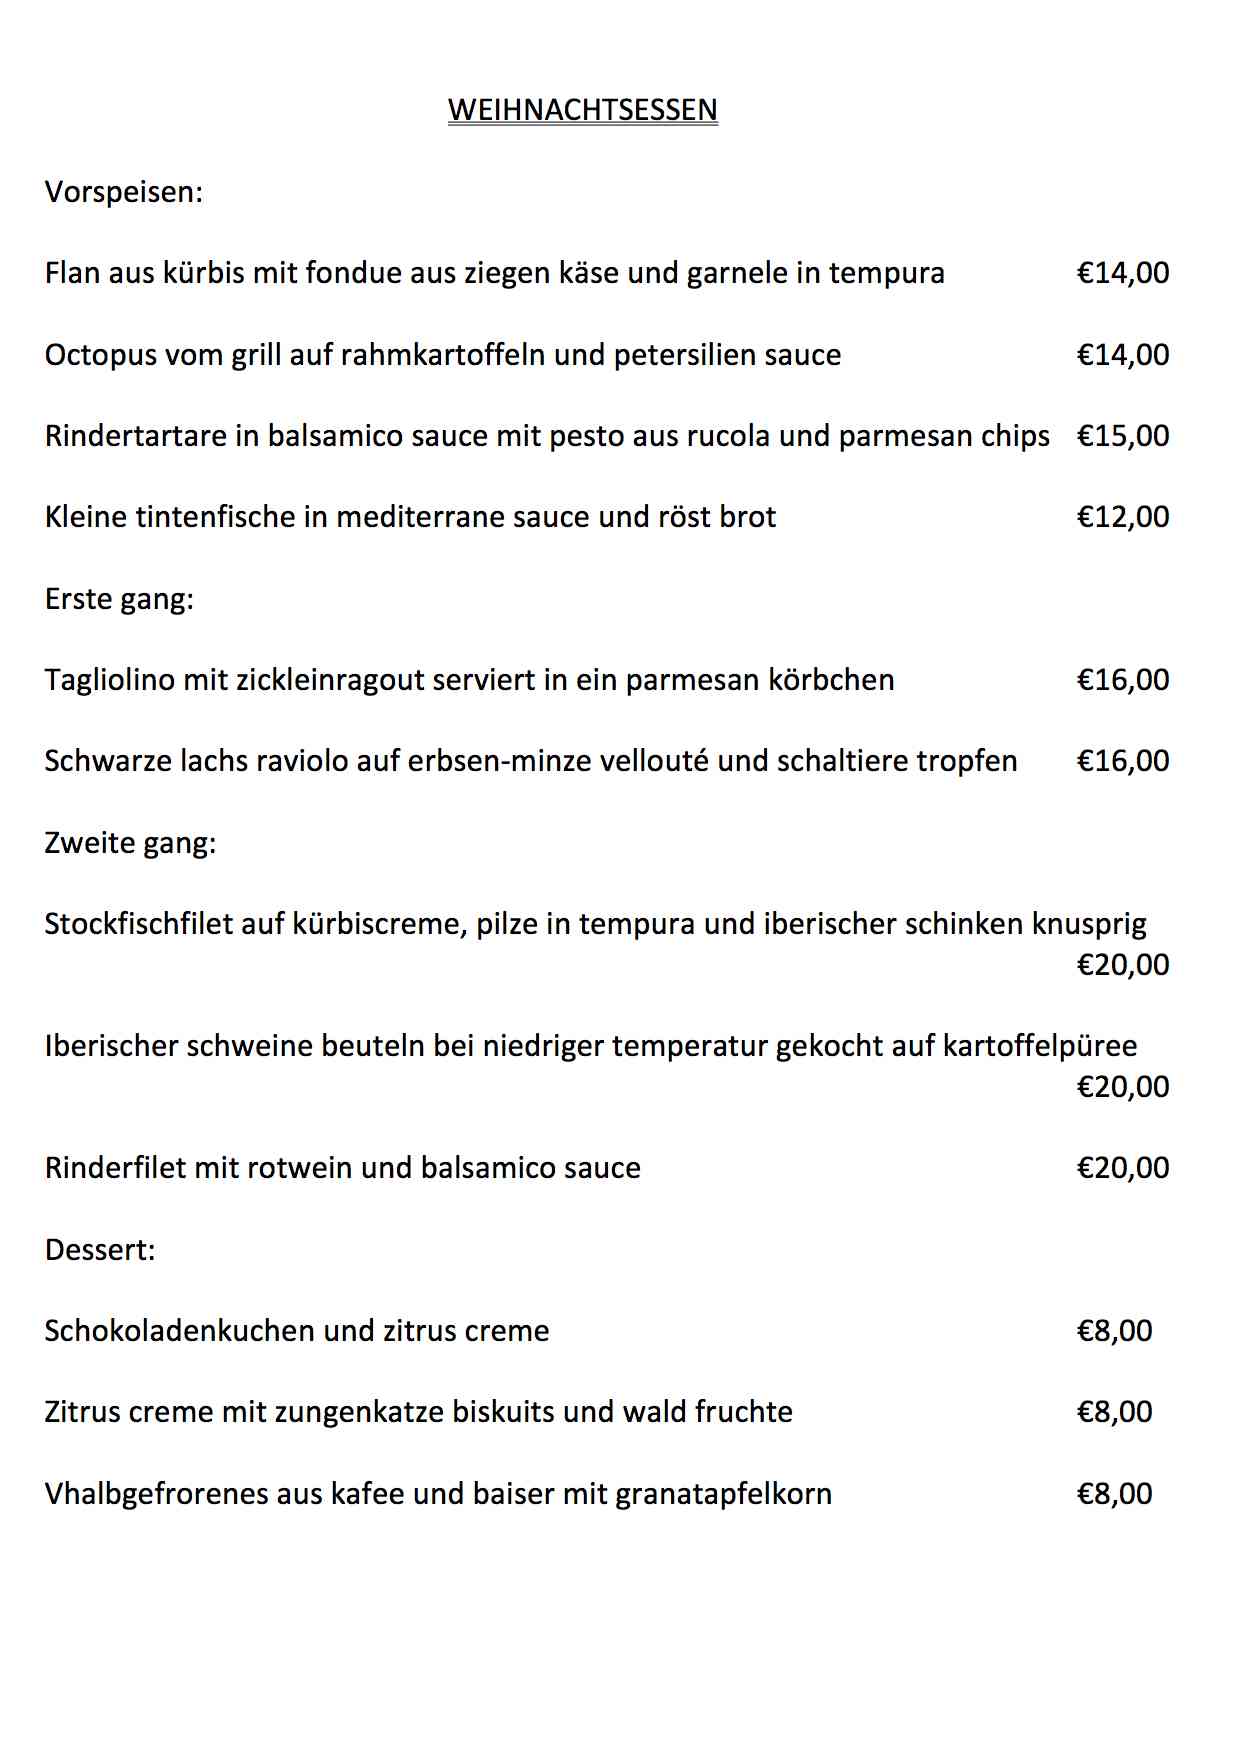 WEIHNACHTSESSEN
Vorspeisen:
Flan aus kürbis mit fondue aus ziegen käse und garnele in tempura €14,00
Octopus vom grill auf rahmkartoffeln und petersilien sauce €14,00
Rindertartare in balsamico sauce mit pesto aus rucola und parmesan chips €15,00
Kleine tintenfische in mediterrane sauce und röst brot €12,00
Erste gang:
Tagliolino mit zickleinragout serviert in ein parmesan körbchen €16,00
Schwarze lachs raviolo auf erbsen-minze vellouté und schaltiere tropfen €16,00
Zweite gang:
Stockfischfilet auf kürbiscreme, pilze in tempura und iberischer schinken knusprig
€20,00
Iberischer schweine beuteln bei niedriger temperatur gekocht auf kartoffelpüree
€20,00
Rinderfilet mit rotwein und balsamico sauce €20,00
Dessert:
Schokoladenkuchen und zitrus creme €8,00
Zitrus creme mit zungenkatze biskuits und wald fruchte €8,00
Vhalbgefrorenes aus kafee und baiser mit granatapfelkorn €8,00